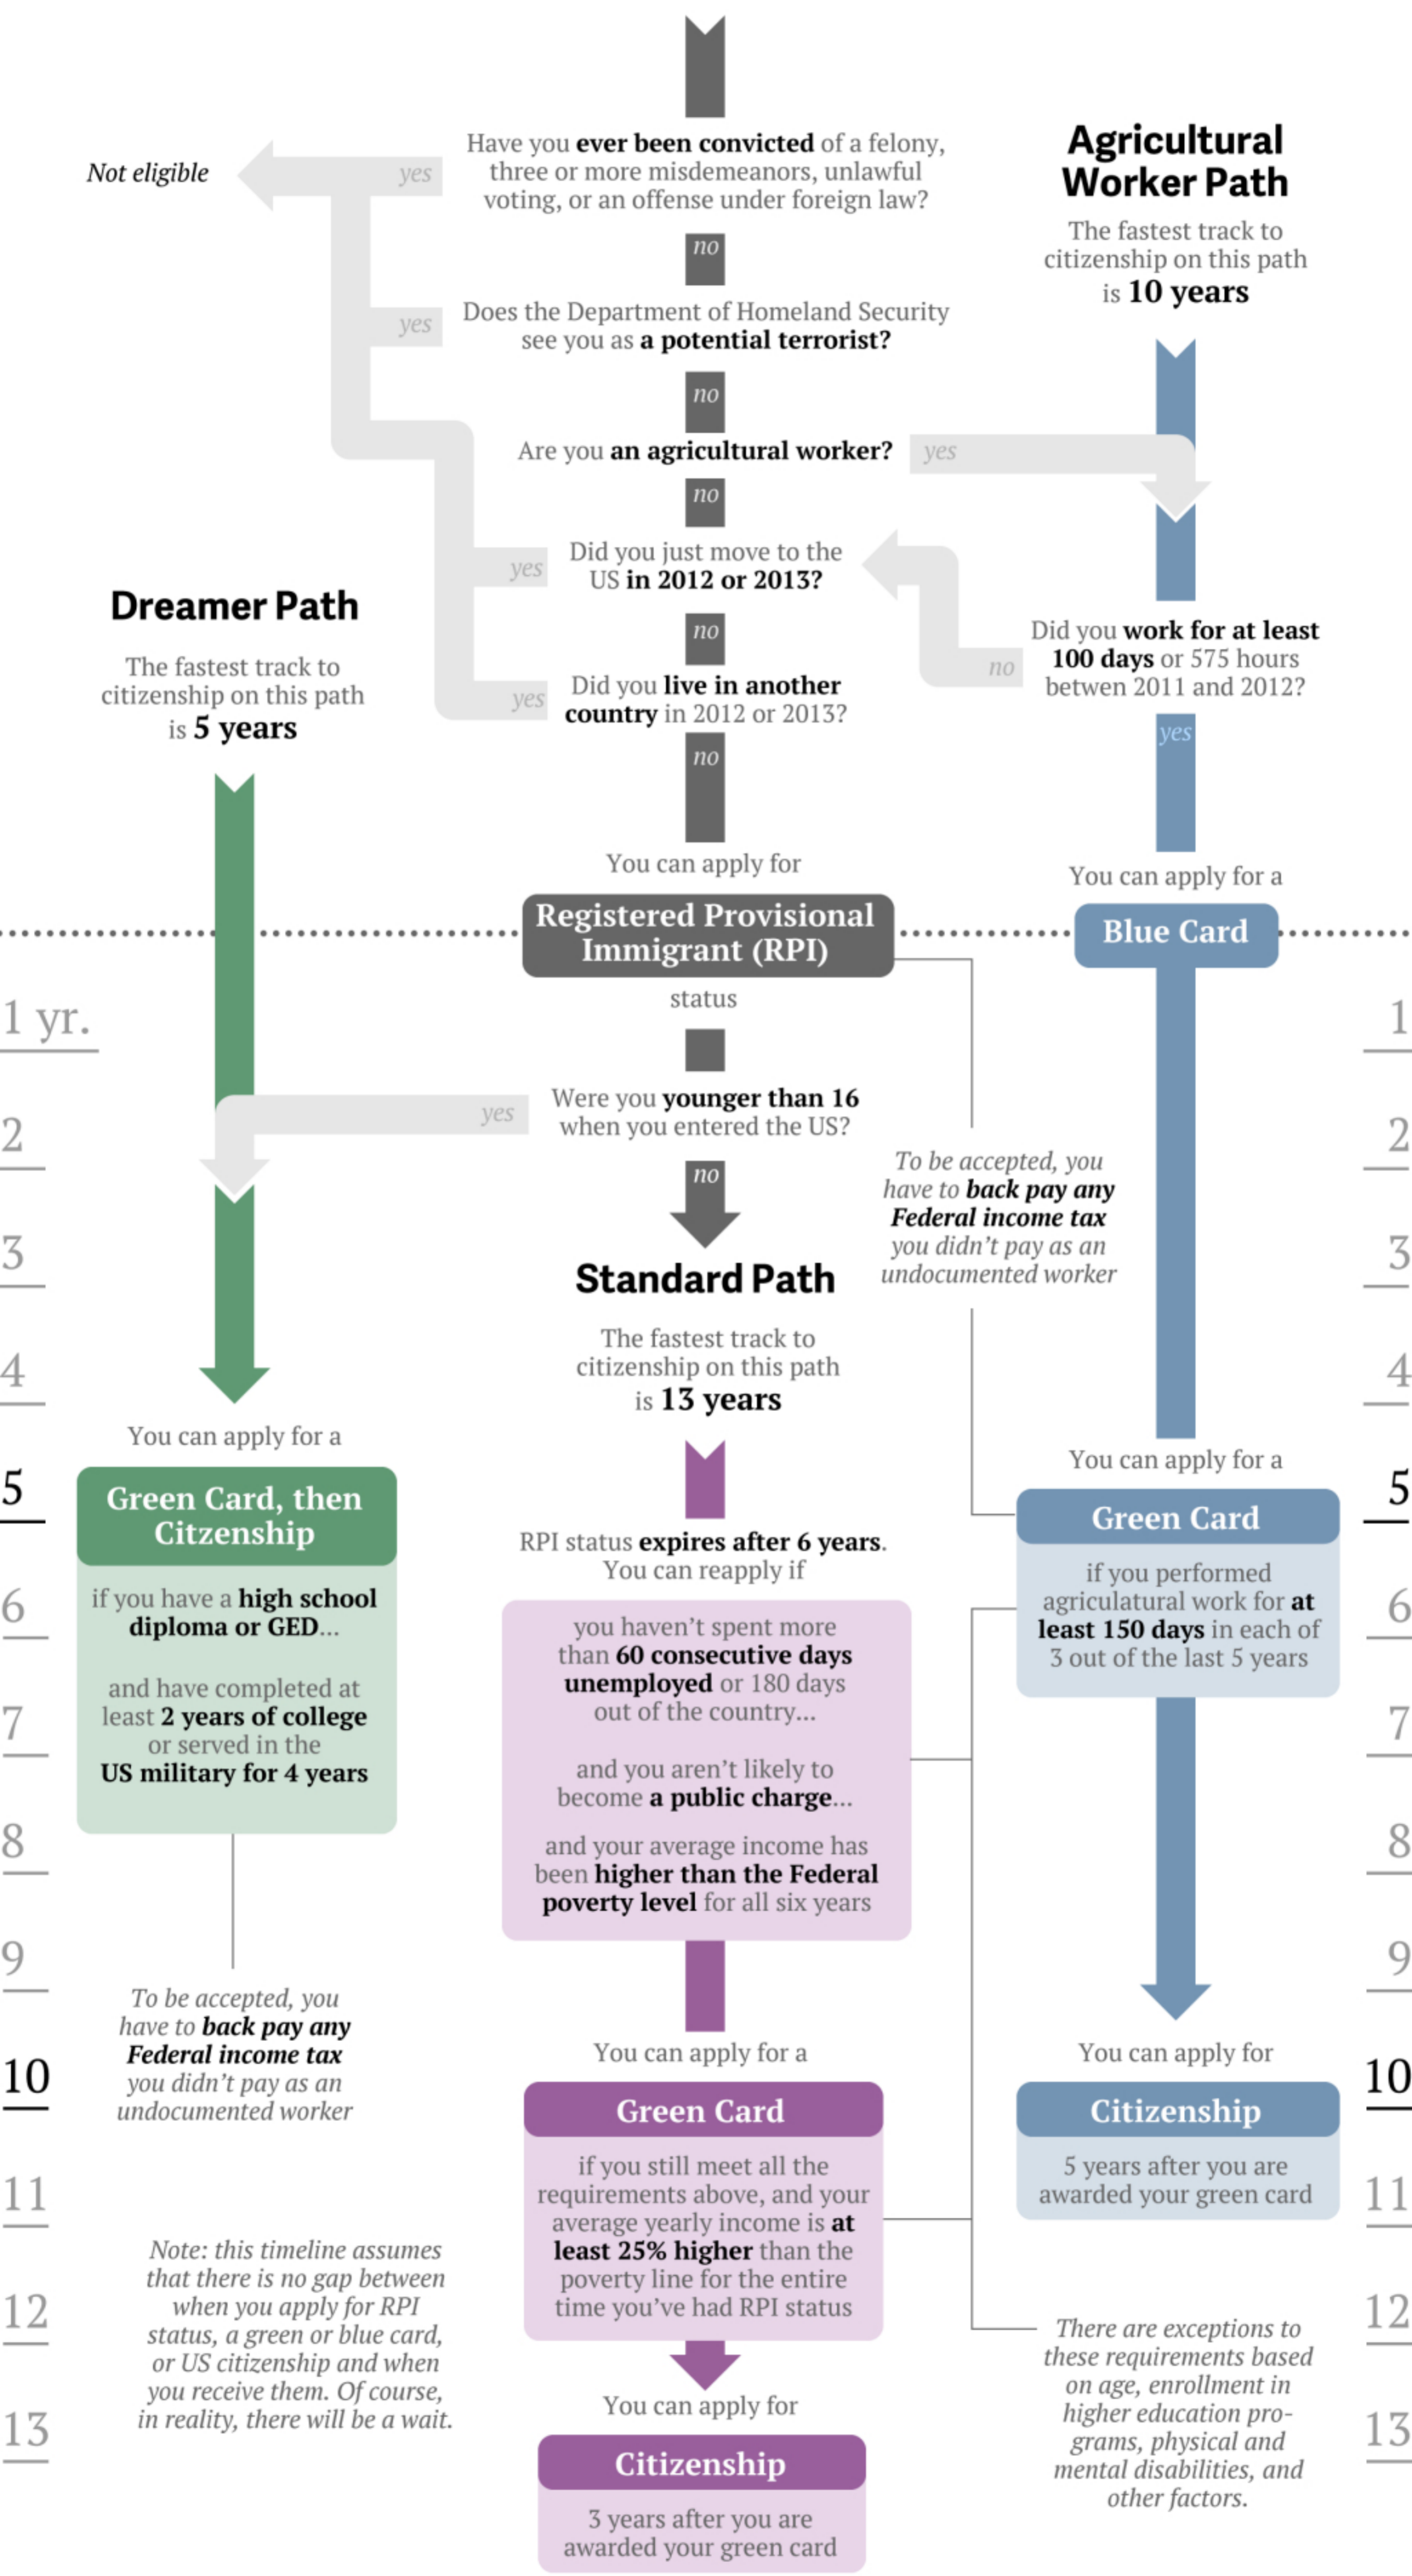 Have you ever been convicted of a felony,
three or more misdemeanors, unlawful
voting, or an offense under foreign law?
yes
Not eligible
no
Agricultural
Worker Path
The fastest track to
citizenship on this path
is 10 years
Does the Department of Homeland Security
see you as a potential terrorist?
yes
no
Are you an agricultural worker?
yes
no
Did you just move to the
US in 2012 or 2013?
yes
no
Did you work for at least
100 days or 575 hours
betwen 2011 and 2012?
no
yes
Did you live in another
country in 2012 or 2013?
yes
no
Dreamer Path
The fastest track to
citizenship on this path
is 5 years
You can apply for
Registered Provisional
Immigrant (RPI)
status
You can apply for a
Blue Card
1 yr.
1
Were you younger than 16
when you entered the US?
yes
no
2
2
To be accepted, you
have to back pay any
Federal income tax
you didn't pay as an
undocumented worker
3
3
Standard Path
The fastest track to
citizenship on this path
is 13 years
4
4
You can apply for a
Green Card, then
Citzenship
if you have a high school
diploma or GED...
and have completed at
least 2 years of college
or served in the
US military for 4 years
5
5
RPI status expires after 6 years.
You can reapply if
you haven't spent more
than 60 consecutive days
unemployed or 180 days
out of the country...
and you aren't likely to
become a public charge...
and your average income has
been higher than the Federal
poverty level for all six years
You can apply for a
Green Card
if you performed
agriculatural work for at
least 150 days in each of
3 out of the last 5 years
6
6
7
7
8
8
9
9
To be accepted, you
have to back pay any
Federal income tax
you didn't pay as an
undocumented worker
10
10
You can apply for a
Green Card
if you still meet all the
requirements above, and your
average yearly income is at
least 25% higher than the
poverty line for the entire
time you've had RPI status
You can apply for
Citizenship
5 years after you are
awarded your green card
11
11
Note: this timeline assumes
that there is no gap between
when you apply for RPI
status, a green or blue card,
or US citizenship and when
you receive them. Of course,
in reality, there will be a wait.
12
12
There are exceptions to
these requirements based
on age, enrollment in
higher education pro-
grams, physical and
mental disabilities, and
other factors.
13
13
You can apply for
Citizenship
3 years after you are
awarded your green card